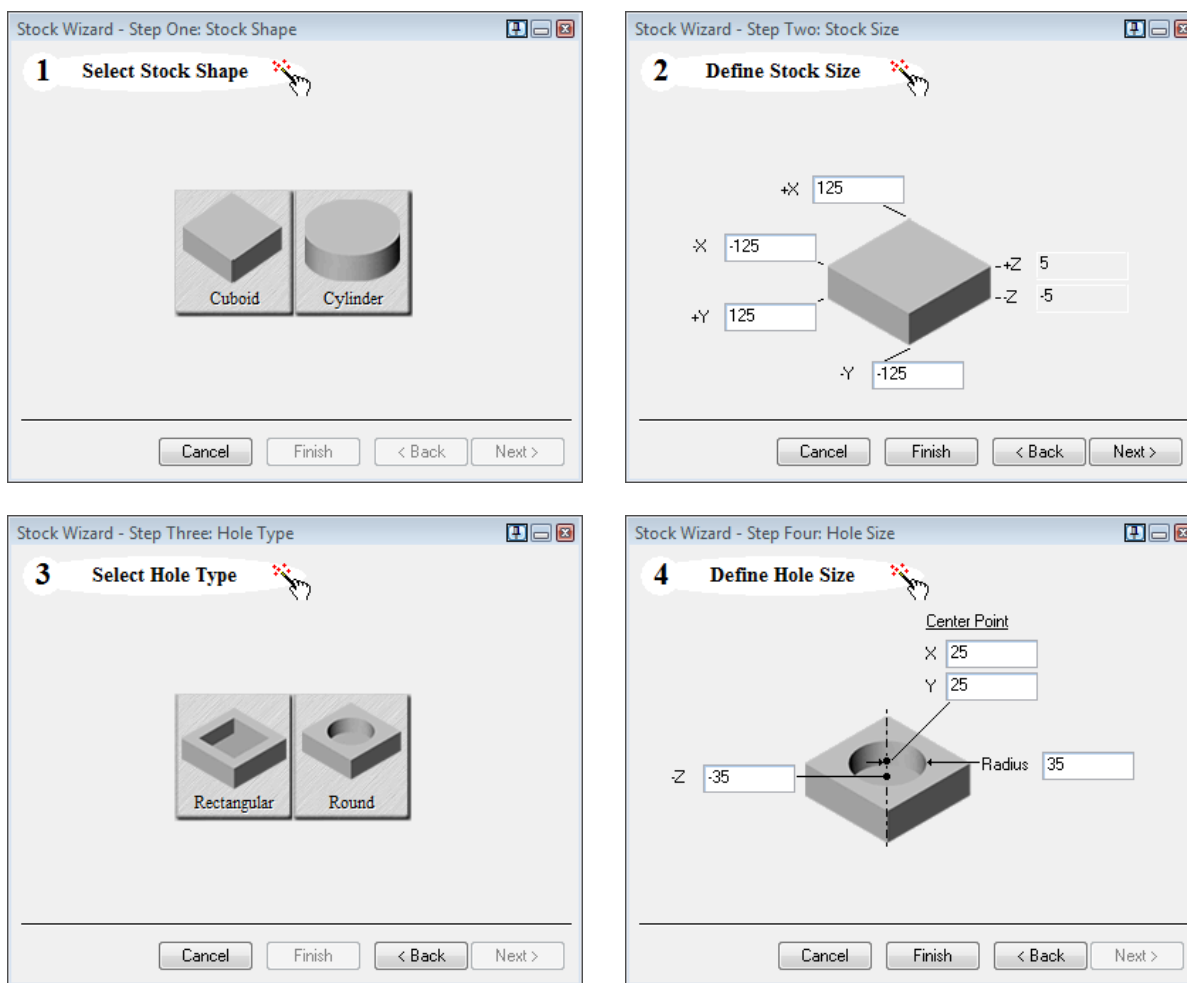 Stock Wizard - Step One: Stock Shape
1 Select Stock Shape
Cuboid Cylinder
Cancel Finish < Back Next >
Stock Wizard - Step Two: Stock Size
2 Define Stock Size
+X 125
-X -125
+Z 5
-Z -5
+Y 125
-Y -125
Cancel Finish < Back Next >
Stock Wizard - Step Three: Hole Type
3 Select Hole Type
Rectangular Round
Cancel Finish < Back Next >
Stock Wizard - Step Four: Hole Size
4 Define Hole Size
Center Point
X 25
Y 25
-Z -35 Radius 35
Cancel Finish < Back Next >